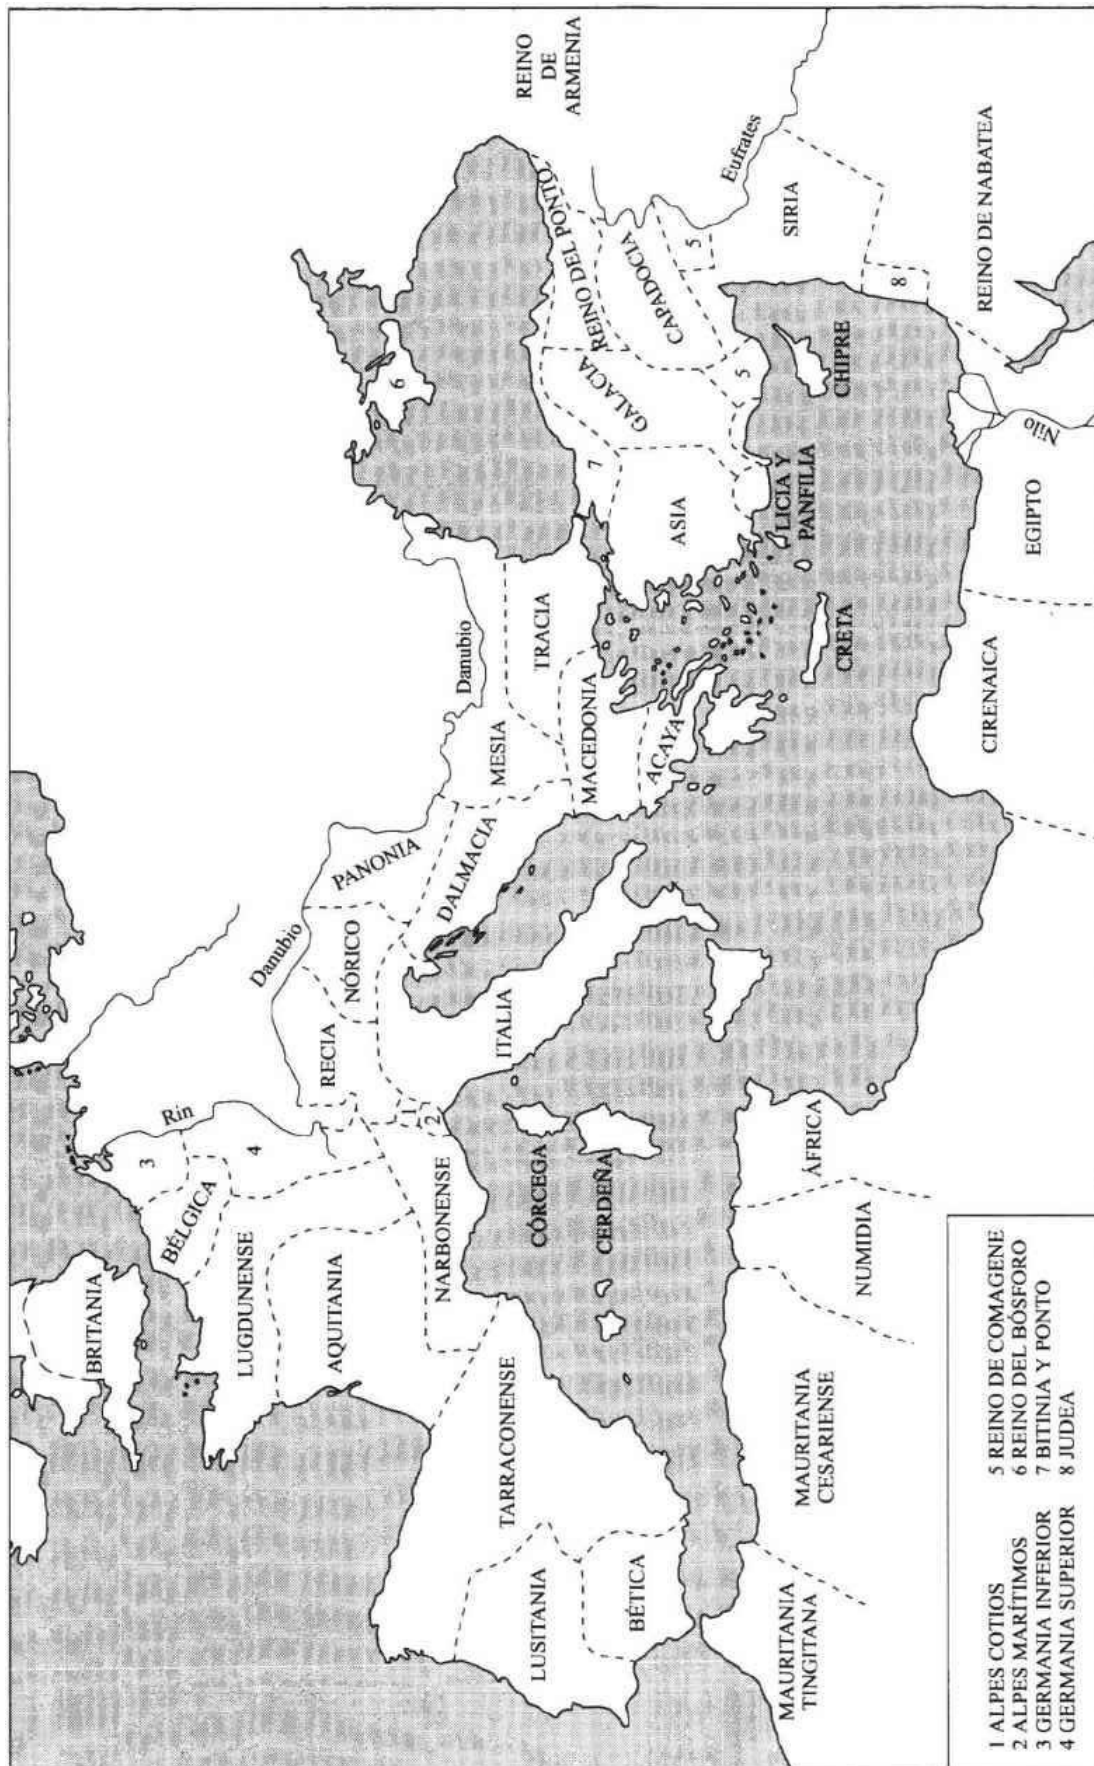 BRITANIA
3
BÉLGICA
4
LUGDUNENSE
AQUITANIA
NARBONENSE
Rin
Danubio
RECIA
NÓRICO
PANONIA
1
2
ITALIA
DALMACIA
MESIA
Danubio
TRACIA
MACEDONIA
ACAYA
6
REINO
DE
ARMENIA
REINO DEL PONTO
GALACIA
CAPADOCIA
7
ASIA
5
5
Eufrates
SIRIA
LICIA Y
PANFILIA
CHIPRE
CRETA
8
REINO DE NABATEA
Nilo
EGIPTO
CIRENAICA
CÓRCEGA
CERDEÑA
TARRACONENSE
LUSITANIA
BÉTICA
MAURITANIA
TINGITANA
MAURITANIA
CESARIENSE
NUMIDIA
ÁFRICA
1 ALPES COTIOS
2 ALPES MARÍTIMOS
3 GERMANIA INFERIOR
4 GERMANIA SUPERIOR
5 REINO DE COMAGENE
6 REINO DEL BÓSFORO
7 BITINIA Y PONTO
8 JUDEA